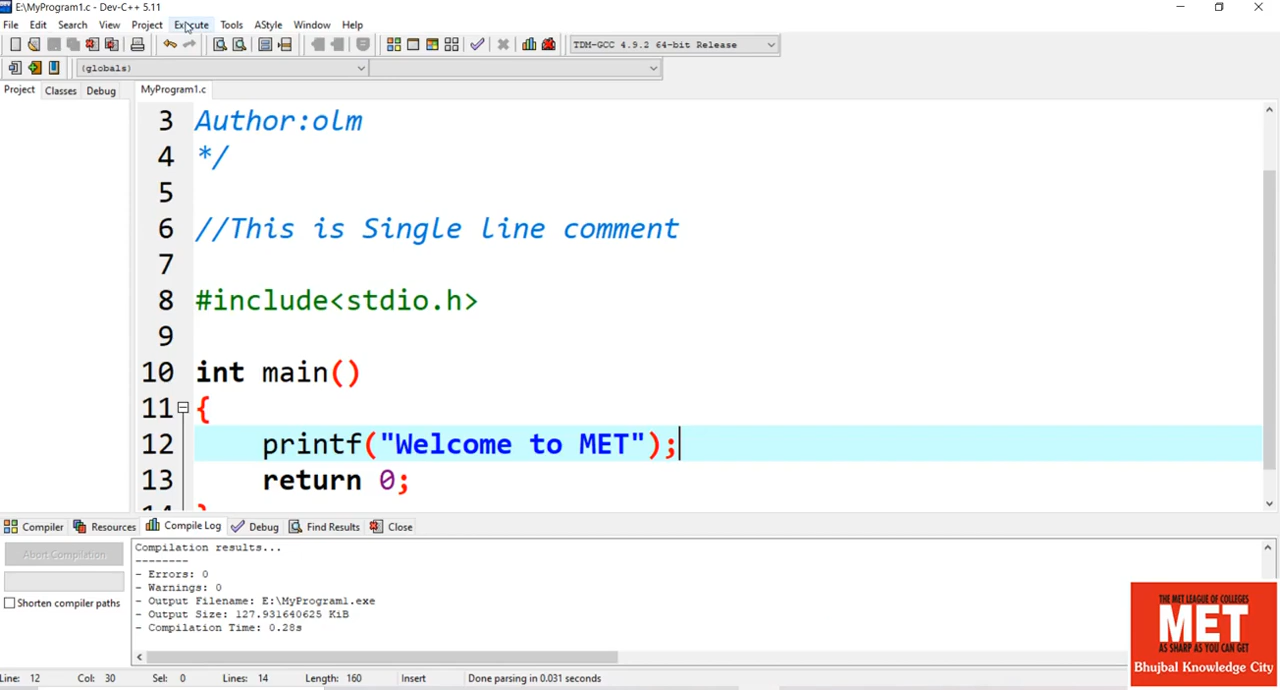 E:\MyProgram1.c - Dev-C++ 5.11
File Edit Search View Project Execute Tools AStyle Window Help
TDM-GCC 4.9.2 64-bit Release
(globals)
Project Classes Debug MyProgram1.c
3 Author:olm
4 */
5
6 //This is Single line comment
7
8 #include<stdio.h>
9
10 int main()
11 {
12 printf("Welcome to MET");
13 return 0;
14 }
Compiler Resources Compile Log Debug Find Results Close
Abort Compilation
Shorten compiler paths
Compilation results...
--------
- Errors: 0
- Warnings: 0
- Output Filename: E:\MyProgram1.exe
- Output Size: 127.931640625 KiB
- Compilation Time: 0.28s
THE MET LEAGUE OF COLLEGES
MET
AS SHARP AS YOU CAN GET
Bhujbal Knowledge City
Line: 12 Col: 30 Sel: 0 Lines: 14 Length: 160 Insert Done parsing in 0.031 seconds